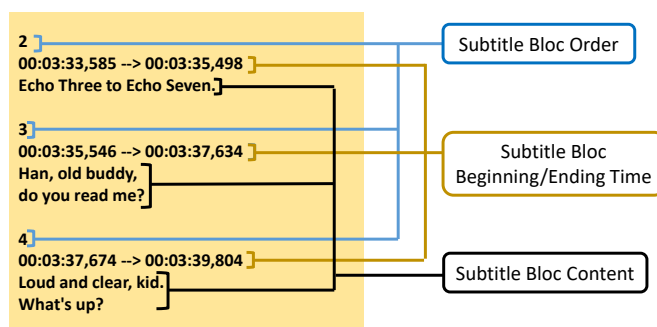 2
00:03:33,585 --> 00:03:35,498
Echo Three to Echo Seven.
3
00:03:35,546 --> 00:03:37,634
Han, old buddy,
do you read me?
4
00:03:37,674 --> 00:03:39,804
Loud and clear, kid.
What's up?
Subtitle Bloc Order
Subtitle Bloc
Beginning/Ending Time
Subtitle Bloc Content